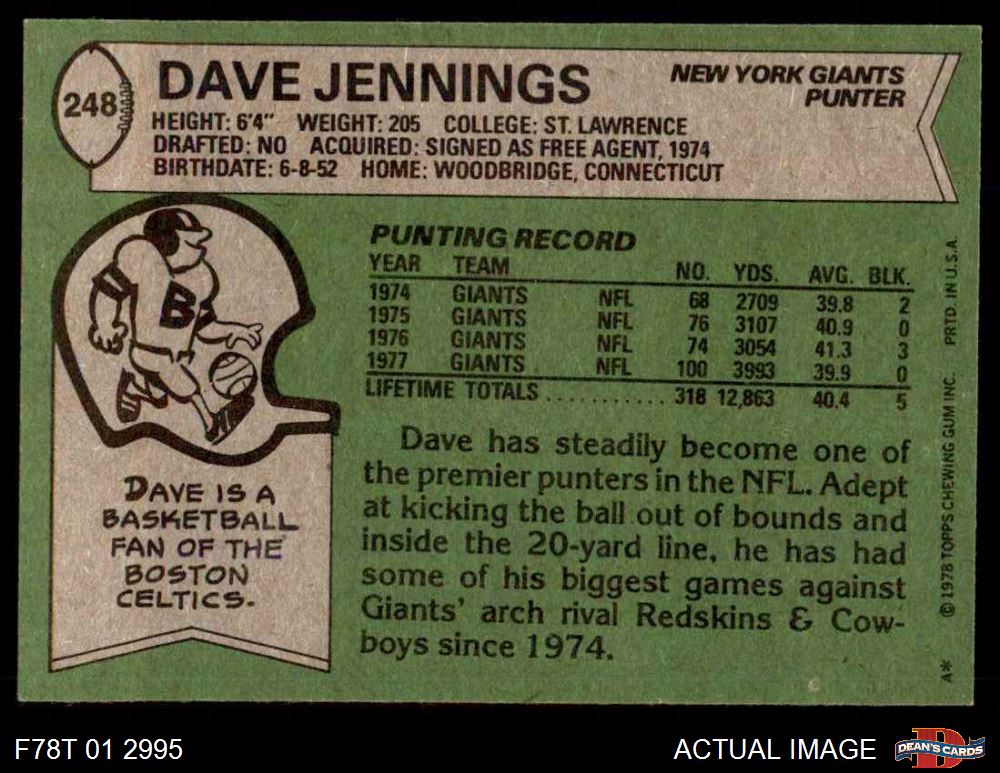 248
DAVE JENNINGS
NEW YORK GIANTS
PUNTER
HEIGHT: 6'4" WEIGHT: 205 COLLEGE: ST. LAWRENCE
DRAFTED: NO ACQUIRED: SIGNED AS FREE AGENT, 1974
BIRTHDATE: 6-8-52 HOME: WOODBRIDGE, CONNECTICUT
B
DAVE IS A
BASKETBALL
FAN OF THE
BOSTON
CELTICS.
PUNTING RECORD
YEAR TEAM NO. YDS. AVG. BLK.
1974 GIANTS NFL 68 2709 39.8 2
1975 GIANTS NFL 76 3107 40.9 0
1976 GIANTS NFL 74 3054 41.3 3
1977 GIANTS NFL 100 3993 39.9 0
LIFETIME TOTALS ........... 318 12,863 40.4 5
Dave has steadily become one of
the premier punters in the NFL. Adept
at kicking the ball out of bounds and
inside the 20-yard line, he has had
some of his biggest games against
Giants' arch rival Redskins & Cow-
boys since 1974.
A* © 1978 TOPPS CHEWING GUM INC. PRTD. IN U.S.A.
F78T 01 2995
ACTUAL IMAGE
D
DEAN'S CARDS